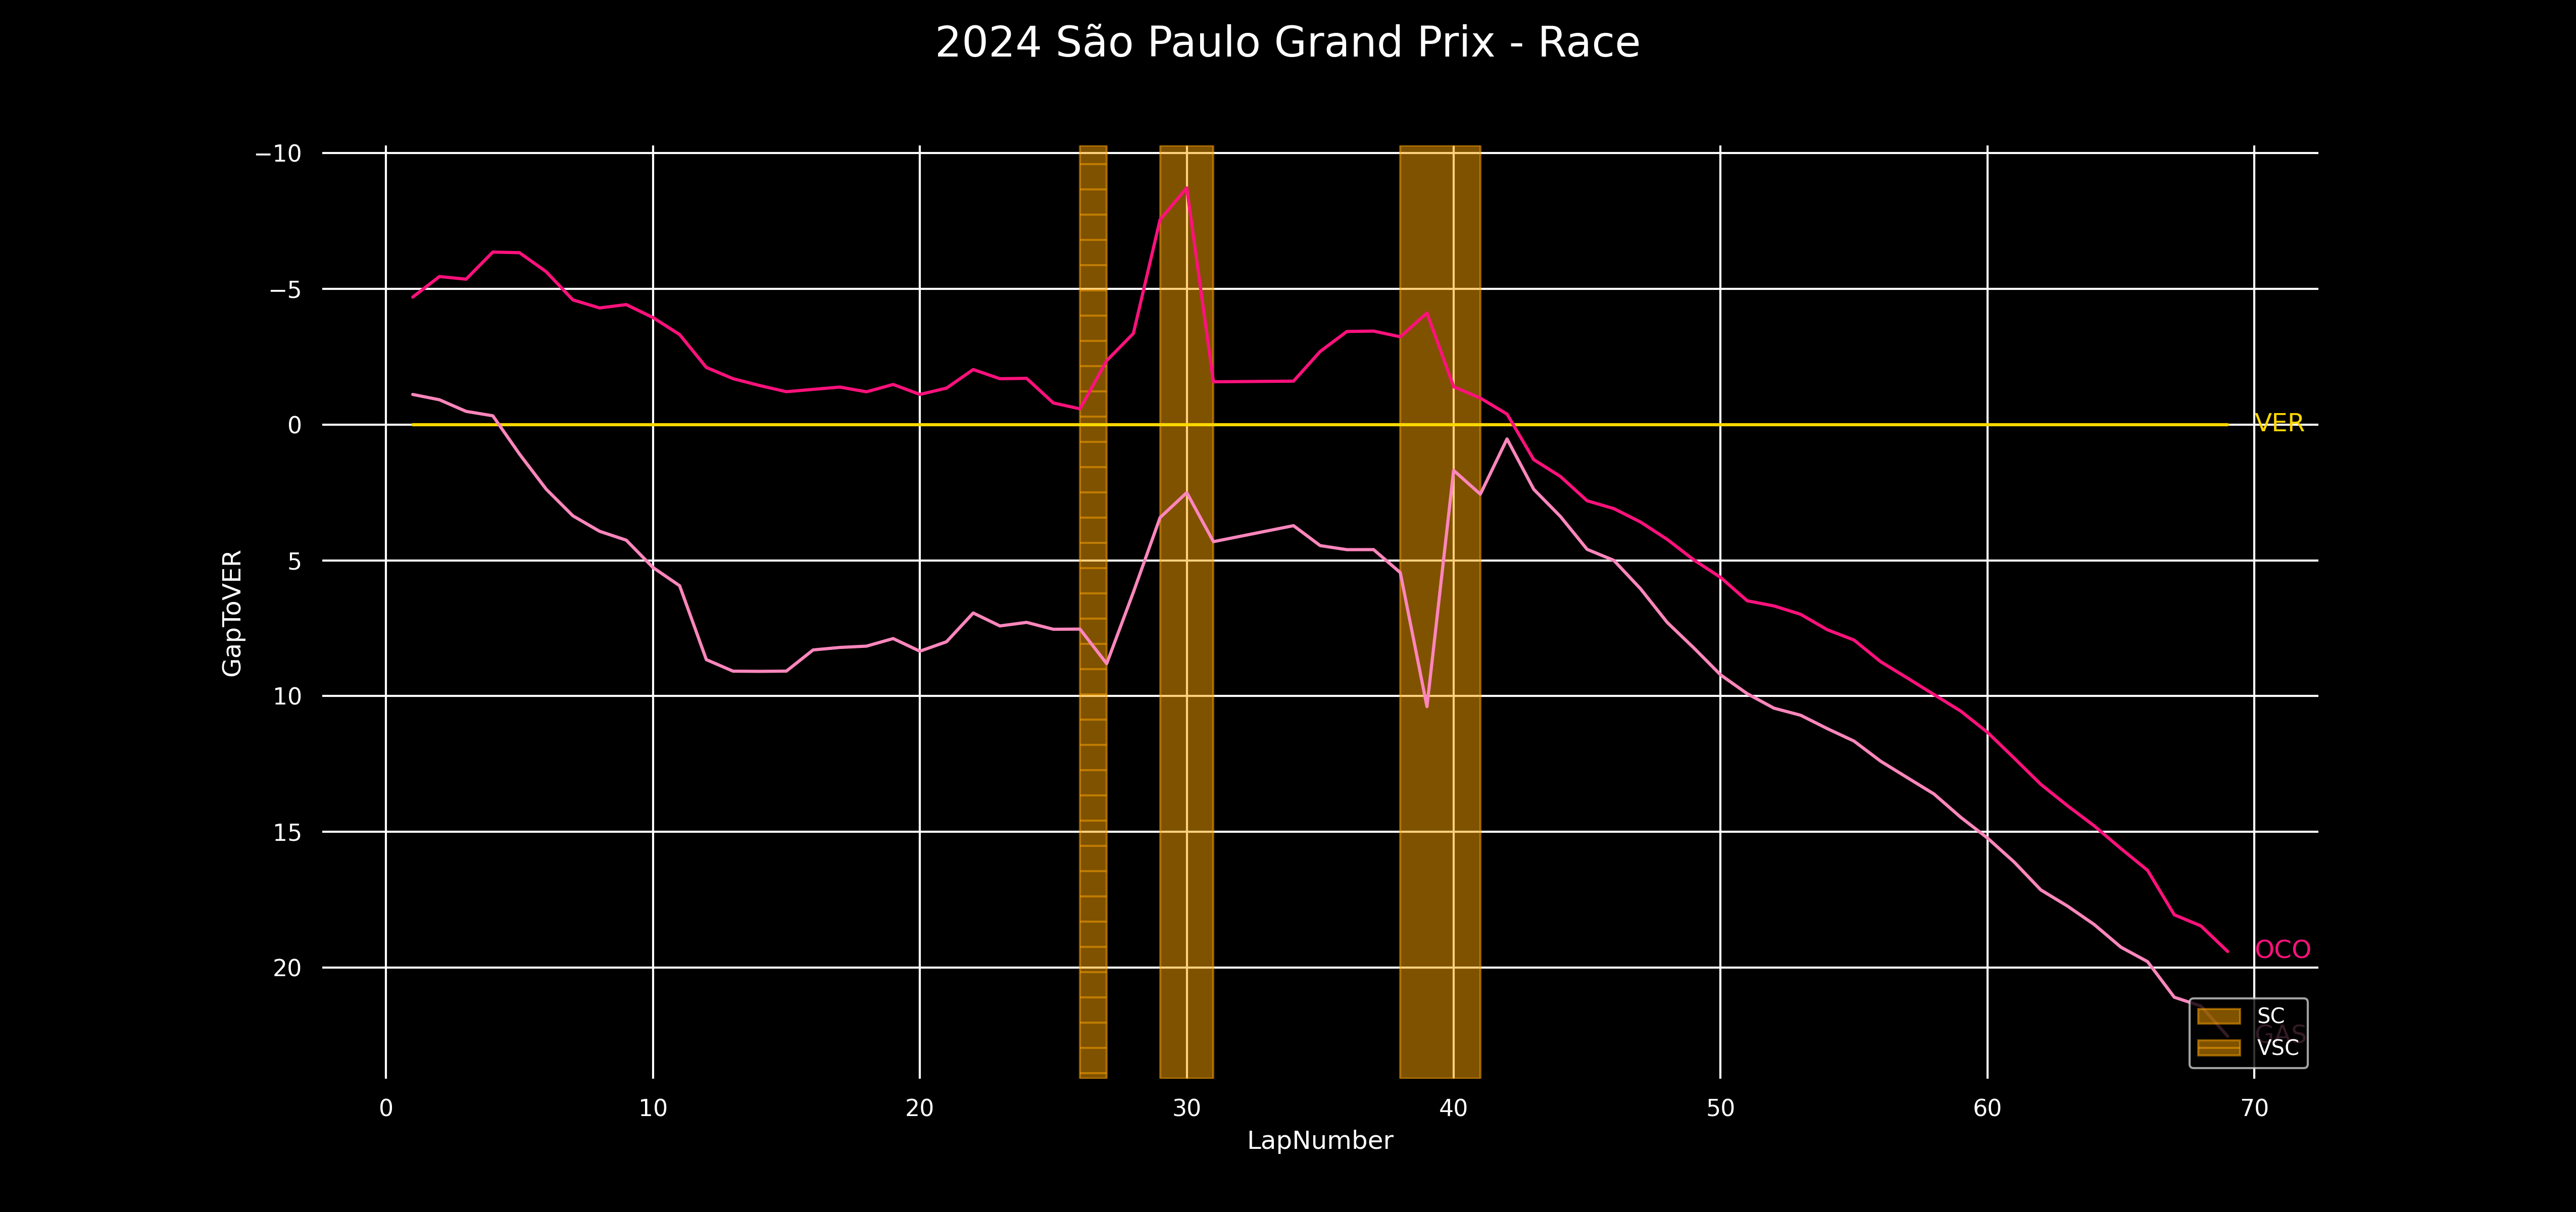 2024 São Paulo Grand Prix - Race
−10
−5
0
5
10
15
20
GapToVER
VER
OCO
GAS
SC
VSC
0 10 20 30 40 50 60 70
LapNumber